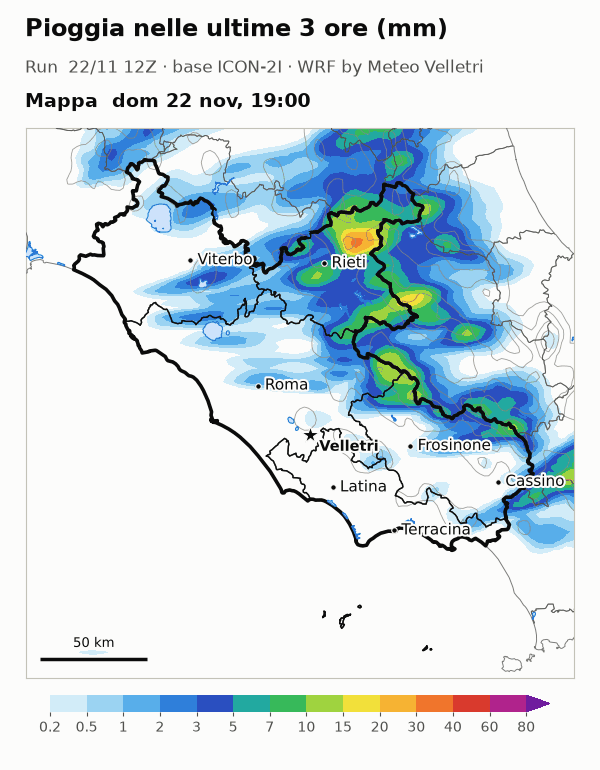 Pioggia nelle ultime 3 ore (mm)
Run  22/11 12Z · base ICON-2I · WRF by Meteo Velletri
Mappa  dom 22 nov, 19:00
Viterbo
Rieti
Roma
Velletri
Frosinone
Latina
Cassino
Terracina
50 km
0.2 0.5 1 2 3 5 7 10 15 20 30 40 60 80